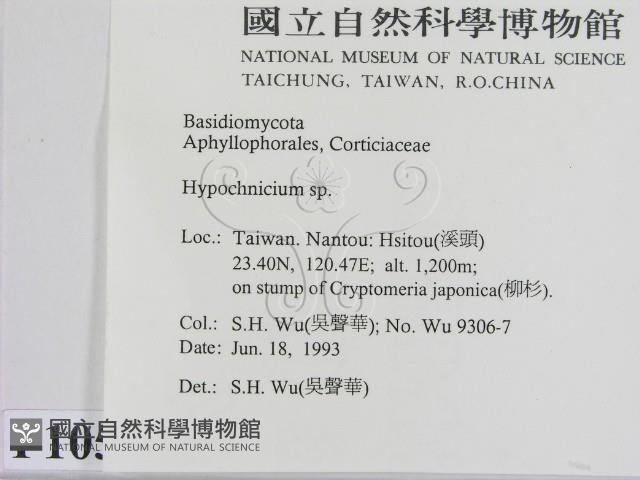 國立自然科學博物館
NATIONAL MUSEUM OF NATURAL SCIENCE
TAICHUNG, TAIWAN, R.O.CHINA
Basidiomycota
Aphyllophorales, Corticiaceae
Hypochnicium sp.
Loc.: Taiwan. Nantou: Hsitou(溪頭)
23.40N, 120.47E; alt. 1,200m;
on stump of Cryptomeria japonica(柳杉).
Col.: S.H. Wu(吳聲華); No. Wu 9306-7
Date: Jun. 18, 1993
Det.: S.H. Wu(吳聲華)
國立自然科學博物館
NATIONAL MUSEUM OF NATURAL SCIENCE